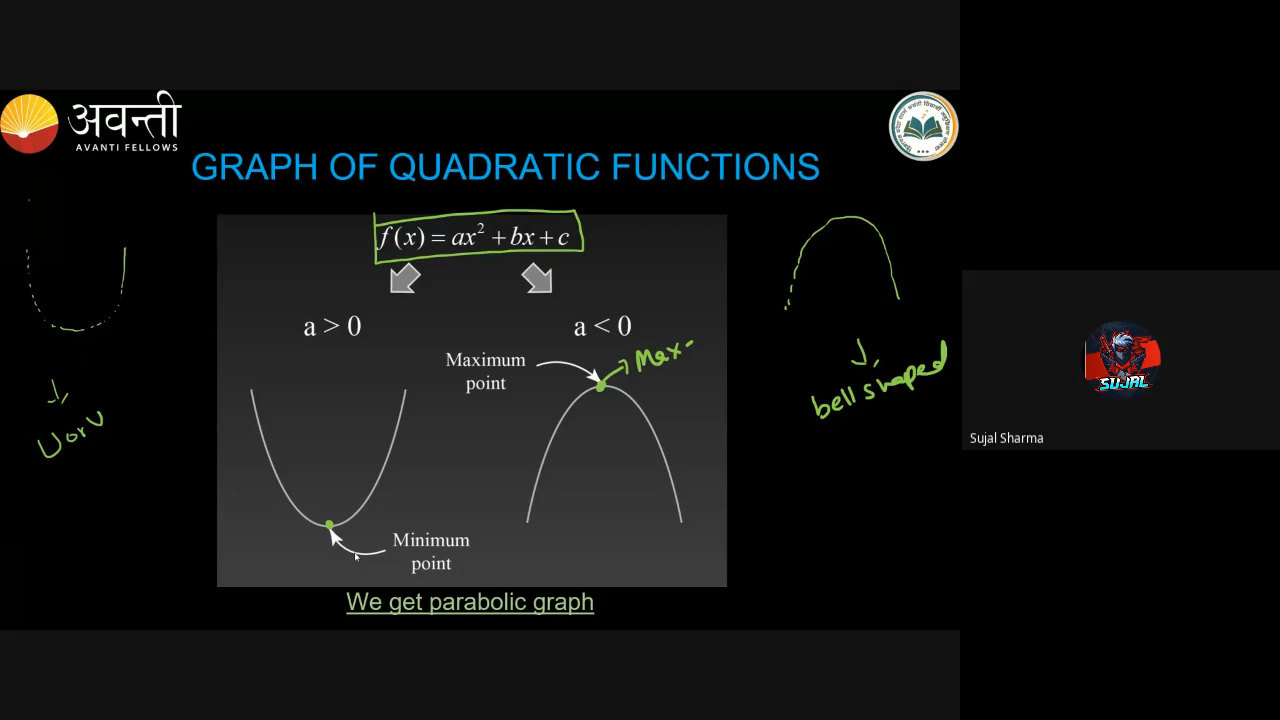 अवन्ती
AVANTI FELLOWS
GRAPH OF QUADRATIC FUNCTIONS
f(x) = ax² + bx + c
a > 0
a < 0
Maximum
point
Max-
bell shaped
U or U
SUJAL
Sujal Sharma
Minimum
point
We get parabolic graph